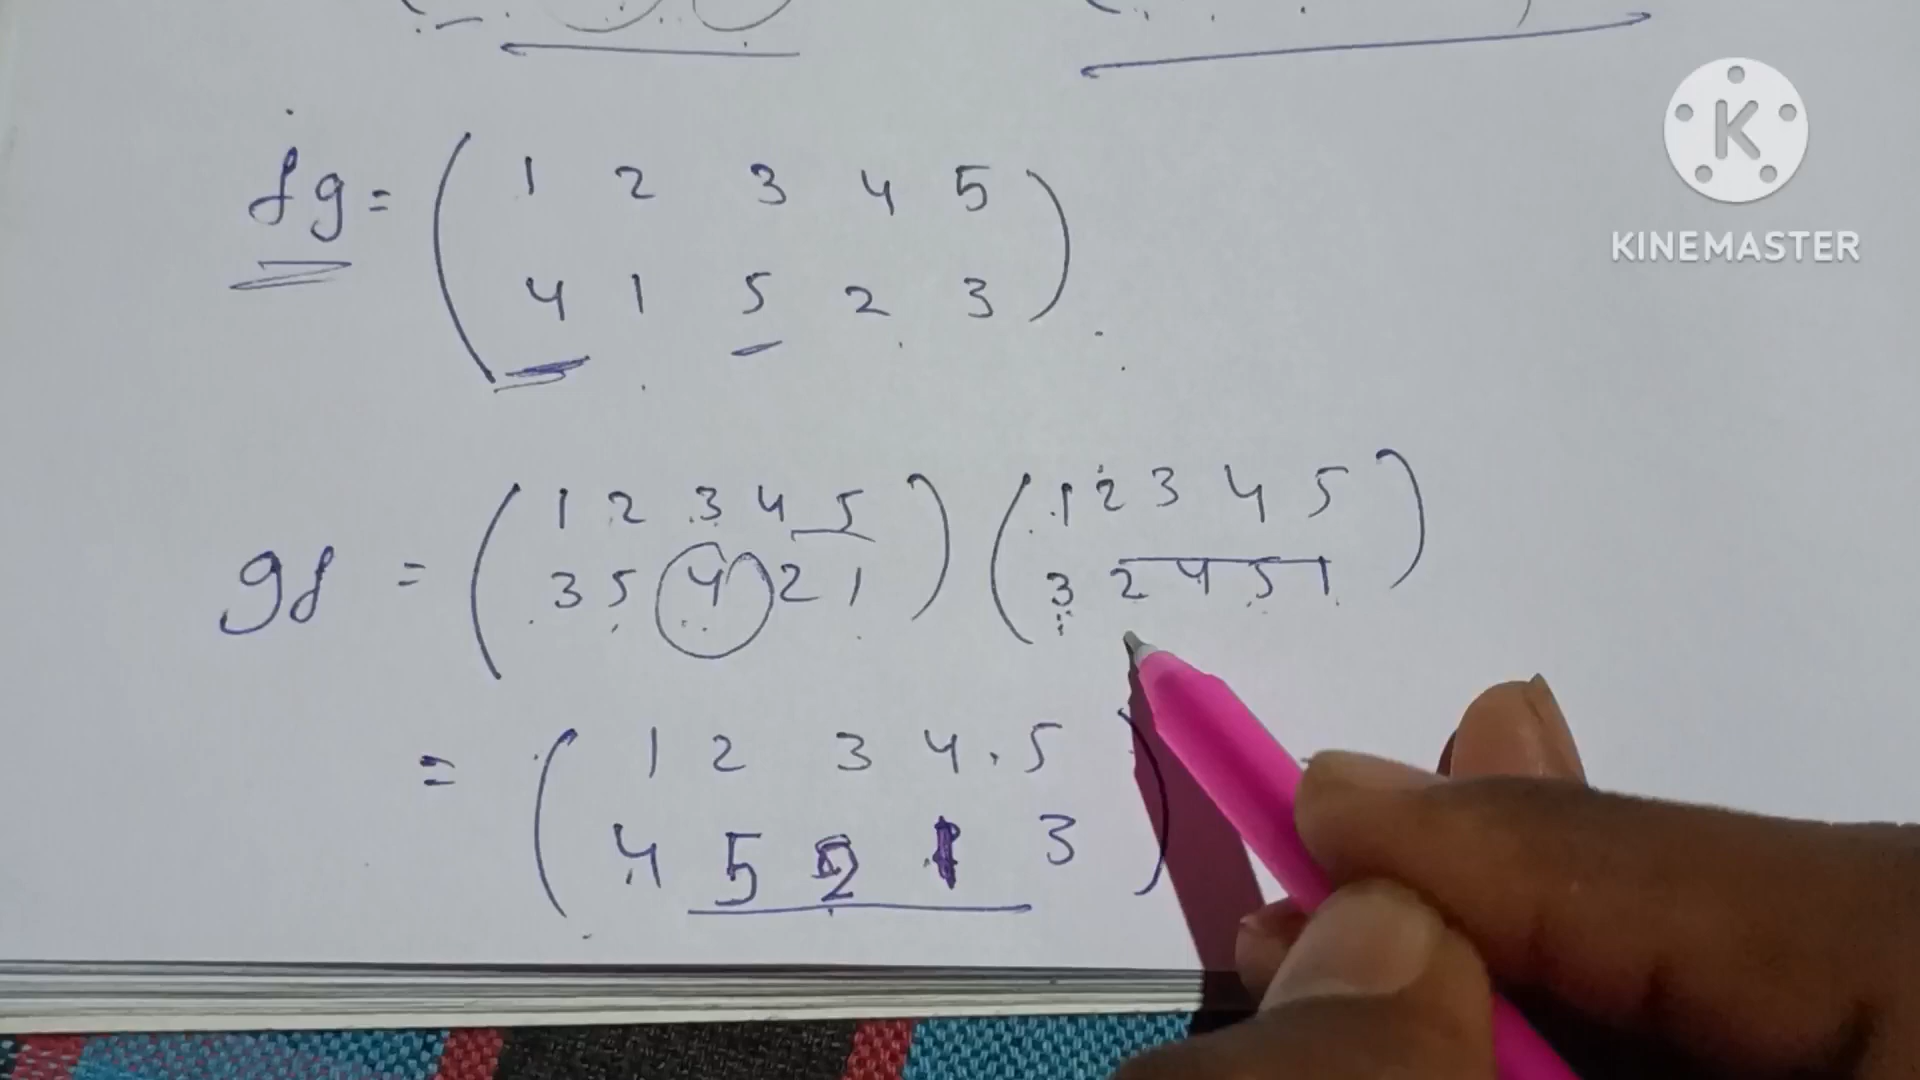 K
KINEMASTER
fg = ( 1 2 3 4 5 )
( 4 1 5 2 3 )
gf = ( 1 2 3 4 5 ) ( 1 2 3 4 5 )
( 3 5 4 2 1 ) ( 3 2 4 5 1 )
= ( 1 2 3 4 5 )
( 4 5 2 1 3 )